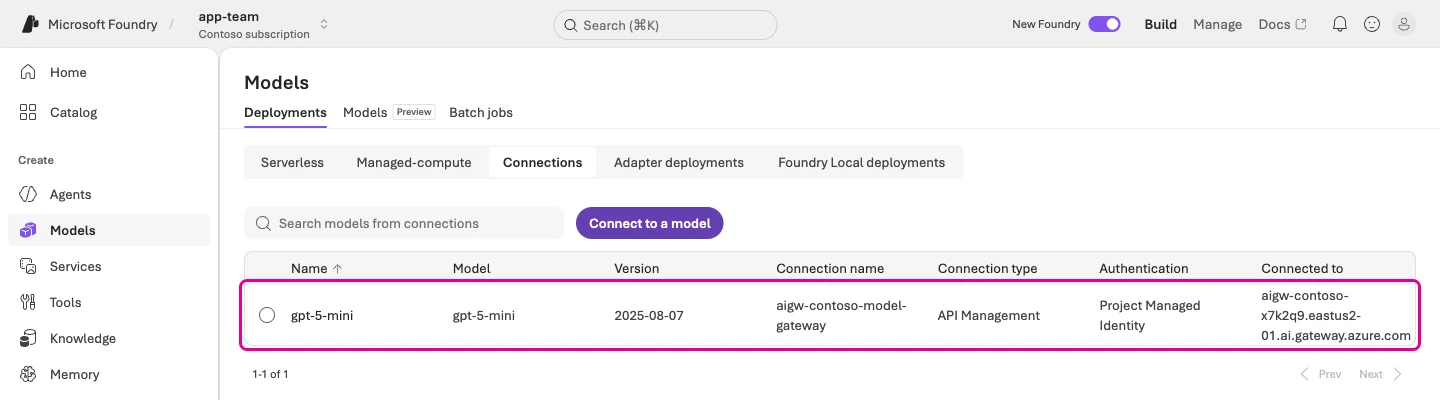 Microsoft Foundry / app-team
Contoso subscription
Search (⌘K)
New Foundry
Build Manage Docs
Home
Catalog
Create
Agents
Models
Services
Tools
Knowledge
Memory
Models
Deployments Models Preview Batch jobs
Serverless Managed-compute Connections Adapter deployments Foundry Local deployments
Search models from connections
Connect to a model
Name ↑ Model Version Connection name Connection type Authentication Connected to
gpt-5-mini gpt-5-mini 2025-08-07 aigw-contoso-model- API Management Project Managed aigw-contoso-
gateway Identity x7k2q9.eastus2-
01.ai.gateway.azure.com
1-1 of 1
Prev Next